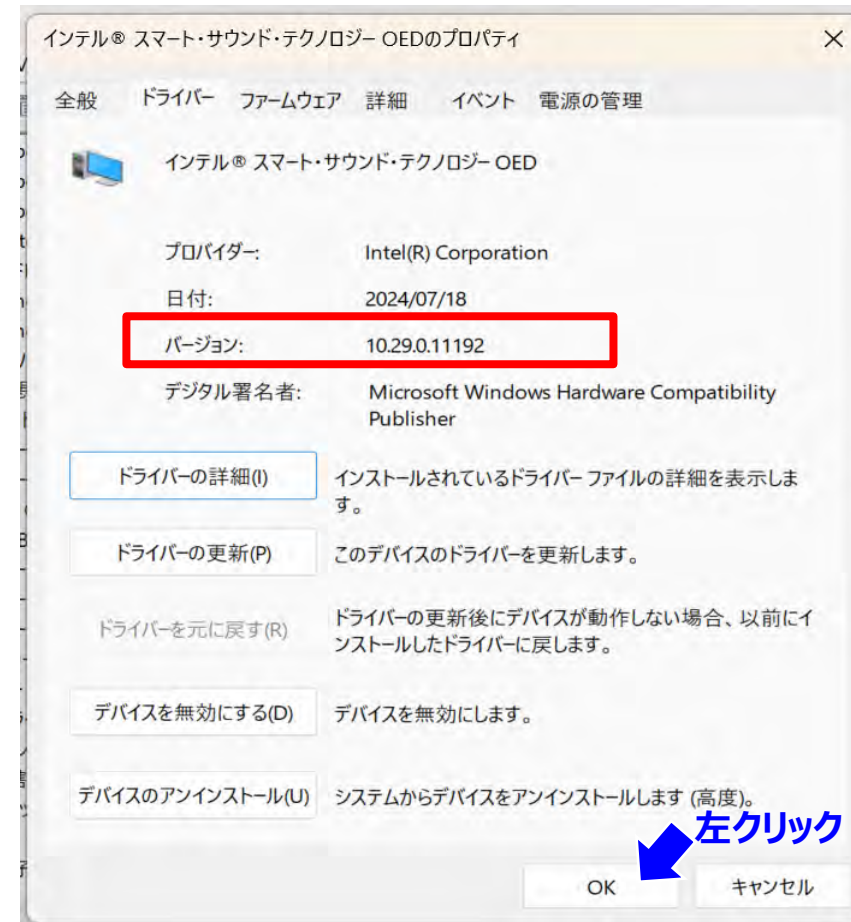 インテル® スマート・サウンド・テクノロジー OEDのプロパティ
全般 ドライバー ファームウェア 詳細 イベント 電源の管理
インテル® スマート・サウンド・テクノロジー OED
プロバイダー: Intel(R) Corporation
日付: 2024/07/18
バージョン: 10.29.0.11192
デジタル署名者: Microsoft Windows Hardware Compatibility
Publisher
ドライバーの詳細(I) インストールされているドライバー ファイルの詳細を表示しま
す。
ドライバーの更新(P) このデバイスのドライバーを更新します。
ドライバーを元に戻す(R) ドライバーの更新後にデバイスが動作しない場合、以前にイ
ンストールしたドライバーに戻します。
デバイスを無効にする(D) デバイスを無効にします。
デバイスのアンインストール(U) システムからデバイスをアンインストールします (高度)。
左クリック
OK キャンセル